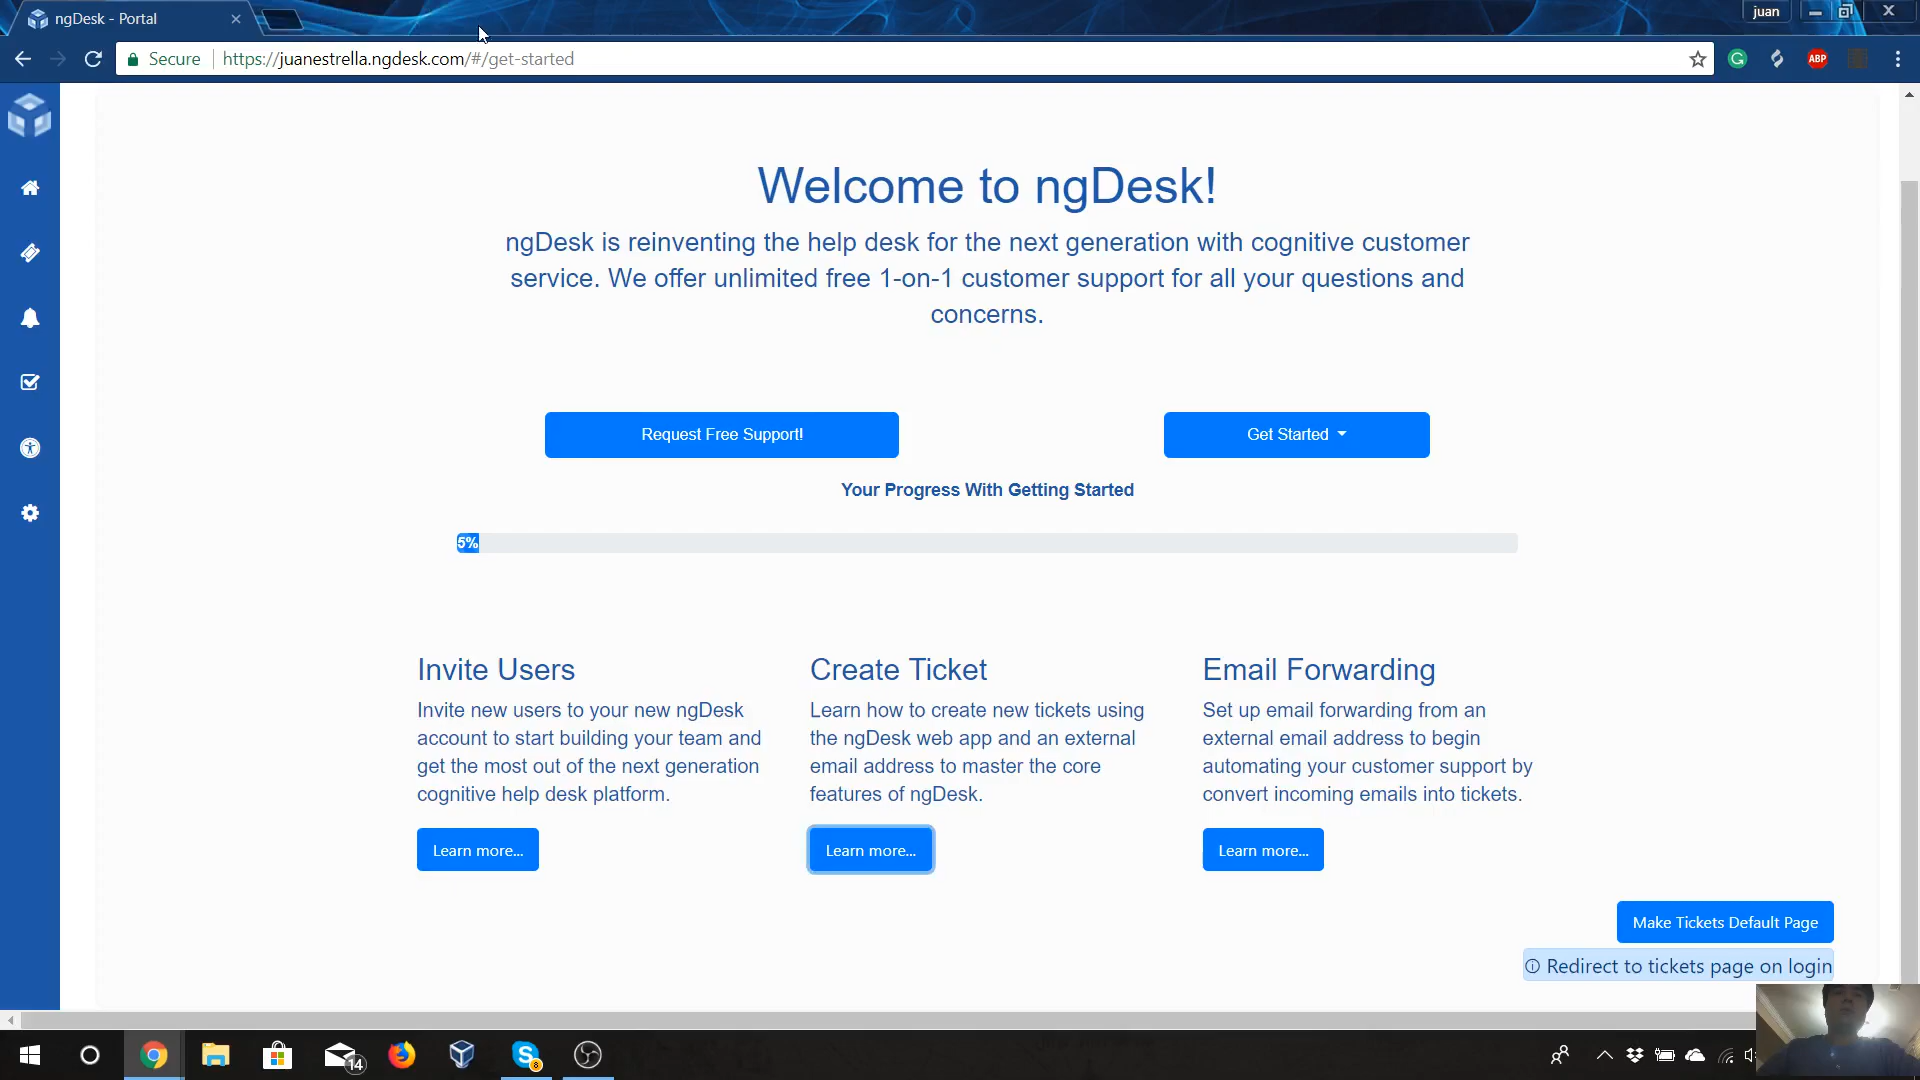 ngDesk - Portal
juan
Secure
https://juanestrella.ngdesk.com/#/get-started
ABP
Welcome to ngDesk!
ngDesk is reinventing the help desk for the next generation with cognitive customer
service. We offer unlimited free 1-on-1 customer support for all your questions and
concerns.
Request Free Support!
Get Started
Your Progress With Getting Started
5%
Invite Users
Invite new users to your new ngDesk
account to start building your team and
get the most out of the next generation
cognitive help desk platform.
Learn more...
Create Ticket
Learn how to create new tickets using
the ngDesk web app and an external
email address to master the core
features of ngDesk.
Learn more...
Email Forwarding
Set up email forwarding from an
external email address to begin
automating your customer support by
convert incoming emails into tickets.
Learn more...
Make Tickets Default Page
Redirect to tickets page on login
14
8